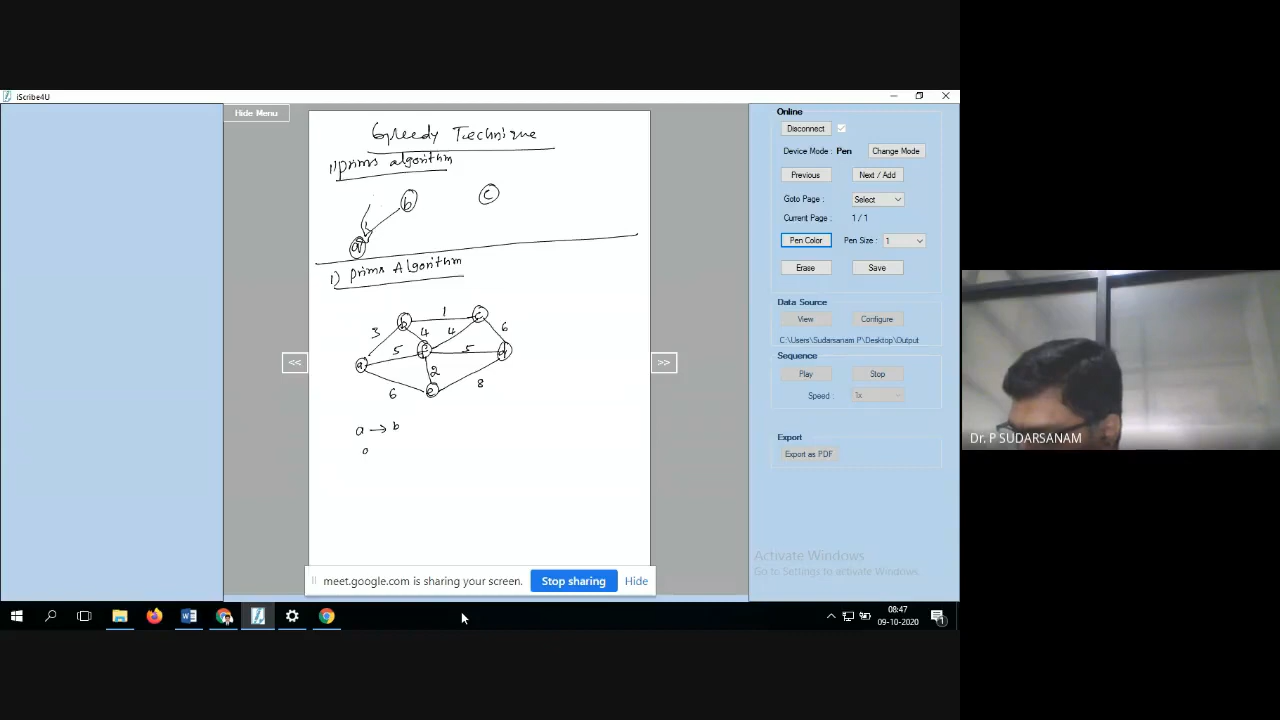 iScribe4U
Hide Menu
Greedy Technique
1) prims algorithm
b
c
a
1) prims Algorithm
1
b
c
3
4
4
6
5
5
a
f
d
2
6
e
8
a → b
a
<<
>>
Online
Disconnect
Device Mode : Pen
Change Mode
Previous
Next / Add
Goto Page :
Select
Current Page :
1 / 1
Pen Color
Pen Size :
1
Erase
Save
Data Source
View
Configure
C:\Users\Sudarsanam P\Desktop\Output
Sequence
Play
Stop
Speed :
1x
Export
Export as PDF
Activate Windows
Go to Settings to activate Windows.
meet.google.com is sharing your screen.
Stop sharing
Hide
08:47
09-10-2020
1
Dr. P SUDARSANAM